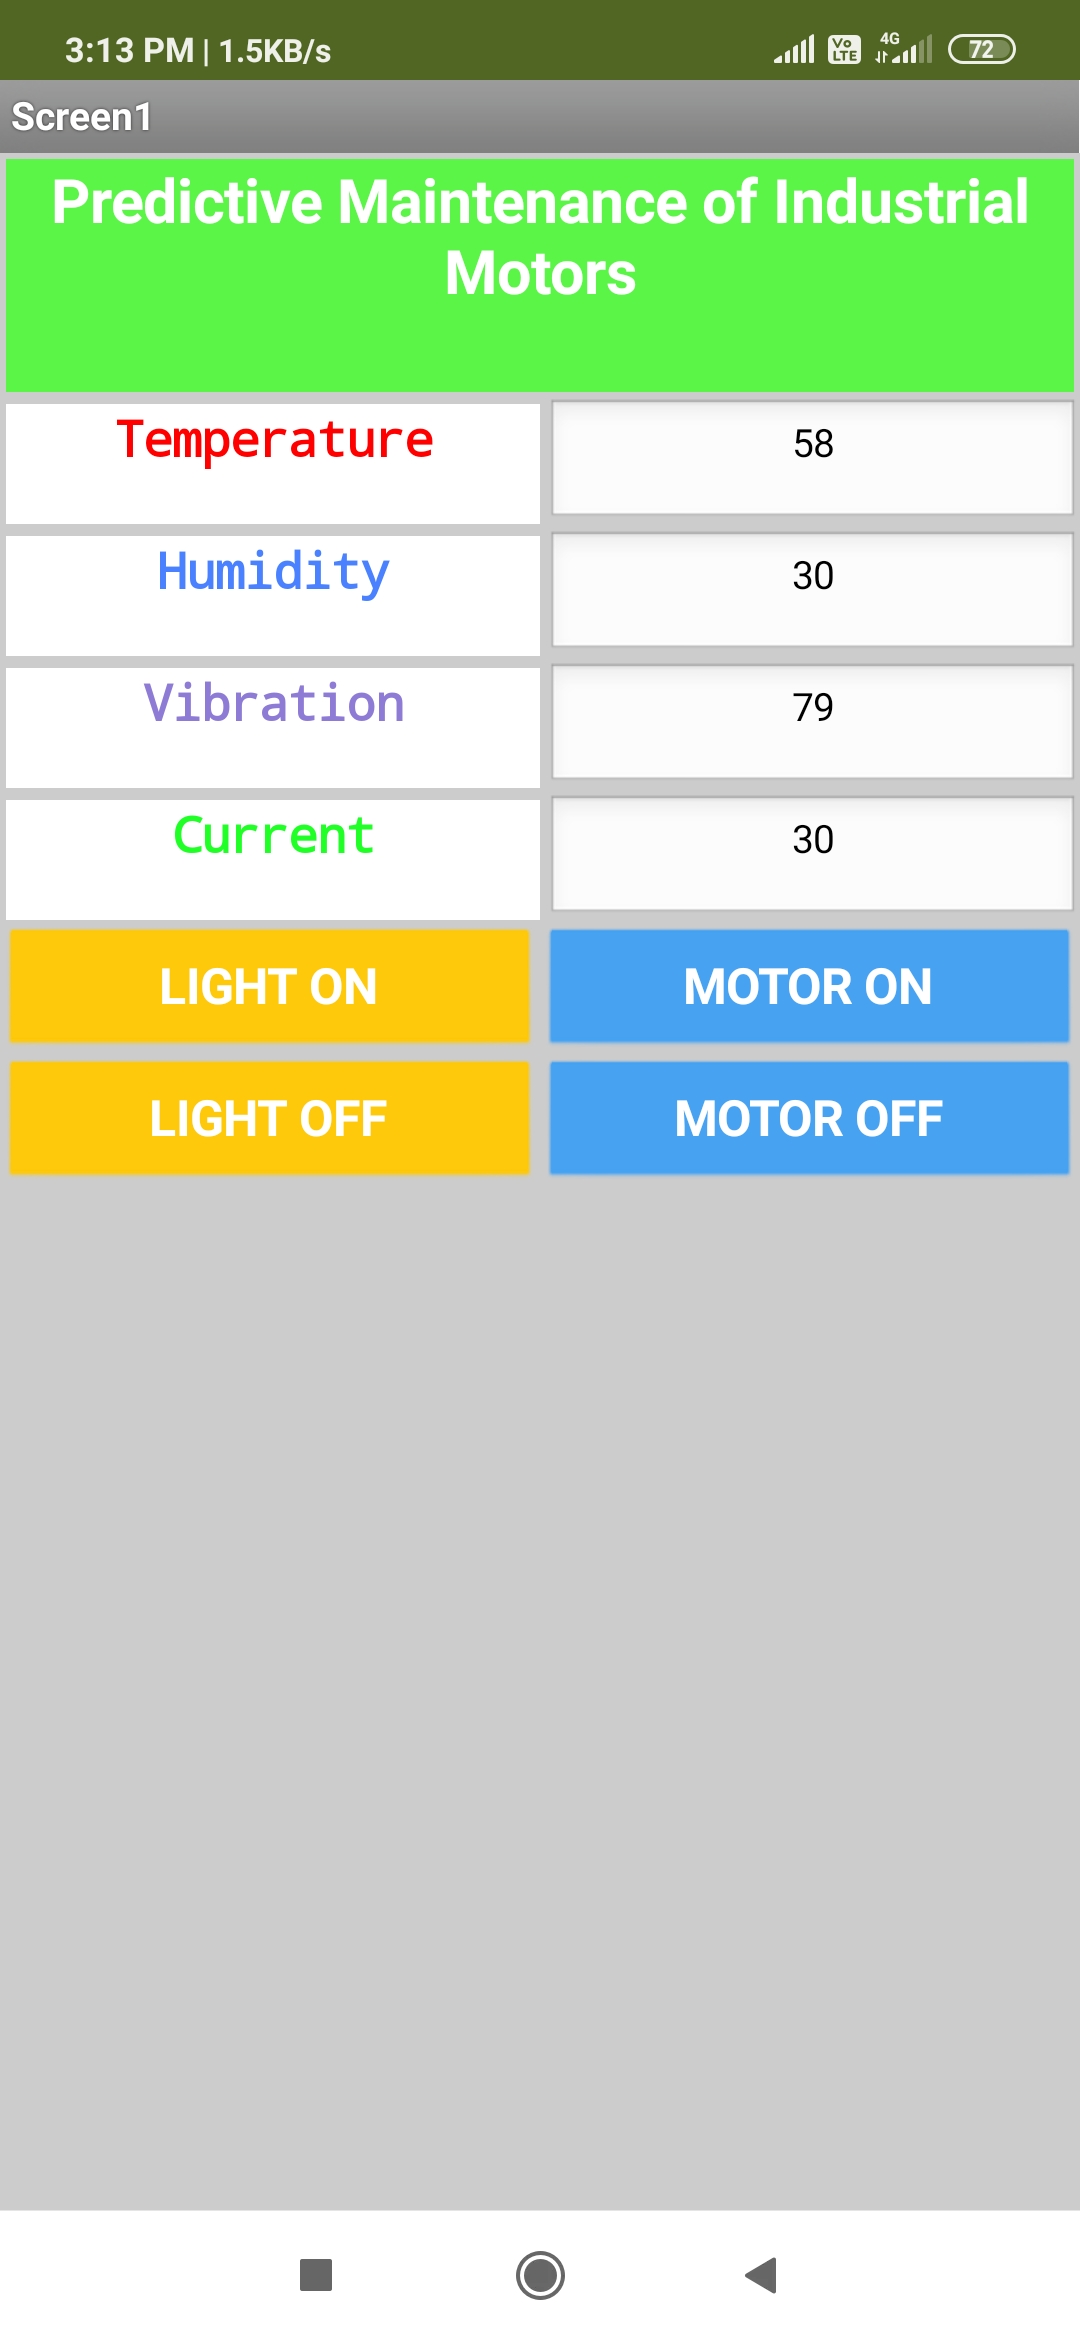 3:13 PM | 1.5KB/s Vo LTE 4G 72
Screen1
Predictive Maintenance of Industrial
Motors
Temperature 58
Humidity 30
Vibration 79
Current 30
LIGHT ON MOTOR ON
LIGHT OFF MOTOR OFF